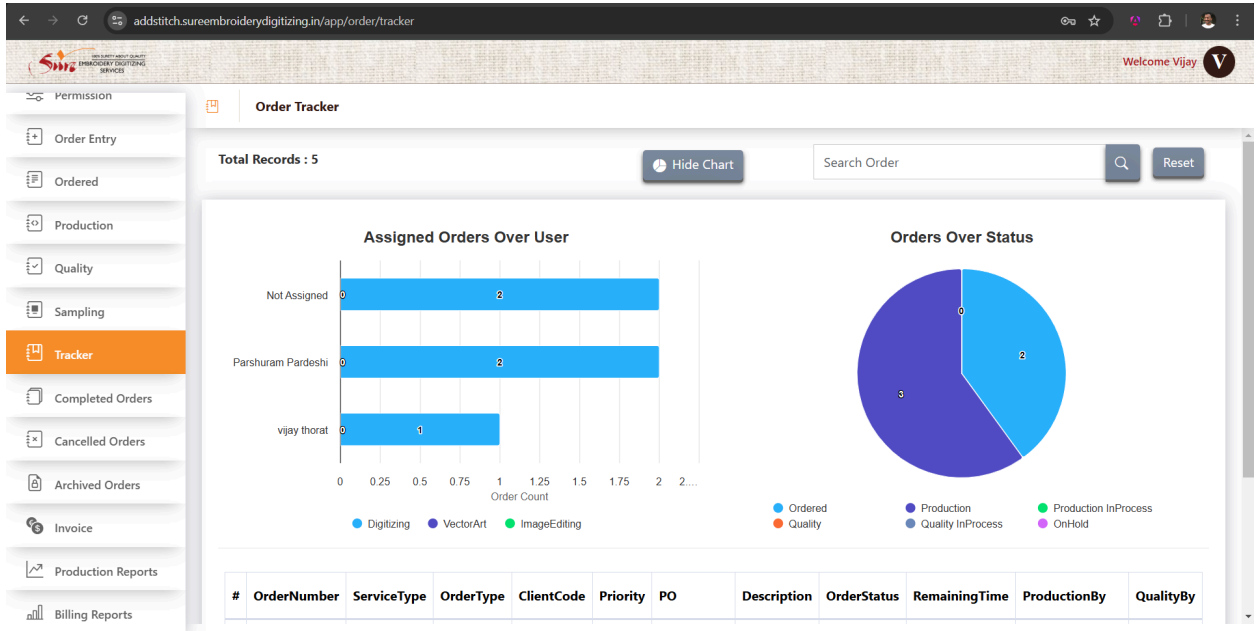 addstitch.sureembroiderydigitizing.in/app/order/tracker
EMBROIDERY DIGITIZING
SERVICES
Welcome Vijay
V
Permission
Order Entry
Ordered
Production
Quality
Sampling
Tracker
Completed Orders
Cancelled Orders
Archived Orders
Invoice
Production Reports
Billing Reports
Order Tracker
Total Records : 5
Hide Chart
Search Order
Reset
Assigned Orders Over User
Not Assigned
0
2
Parshuram Pardeshi
0
2
vijay thorat
0
1
0 0.25 0.5 0.75 1 1.25 1.5 1.75 2 2....
Order Count
Digitizing VectorArt ImageEditing
Orders Over Status
0
2
3
Ordered Production Production InProcess
Quality Quality InProcess OnHold
# OrderNumber ServiceType OrderType ClientCode Priority PO Description OrderStatus RemainingTime ProductionBy QualityBy